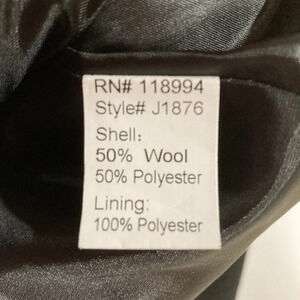 RN# 118994
Style# J1876
Shell:
50% Wool
50% Polyester
Lining:
100% Polyester